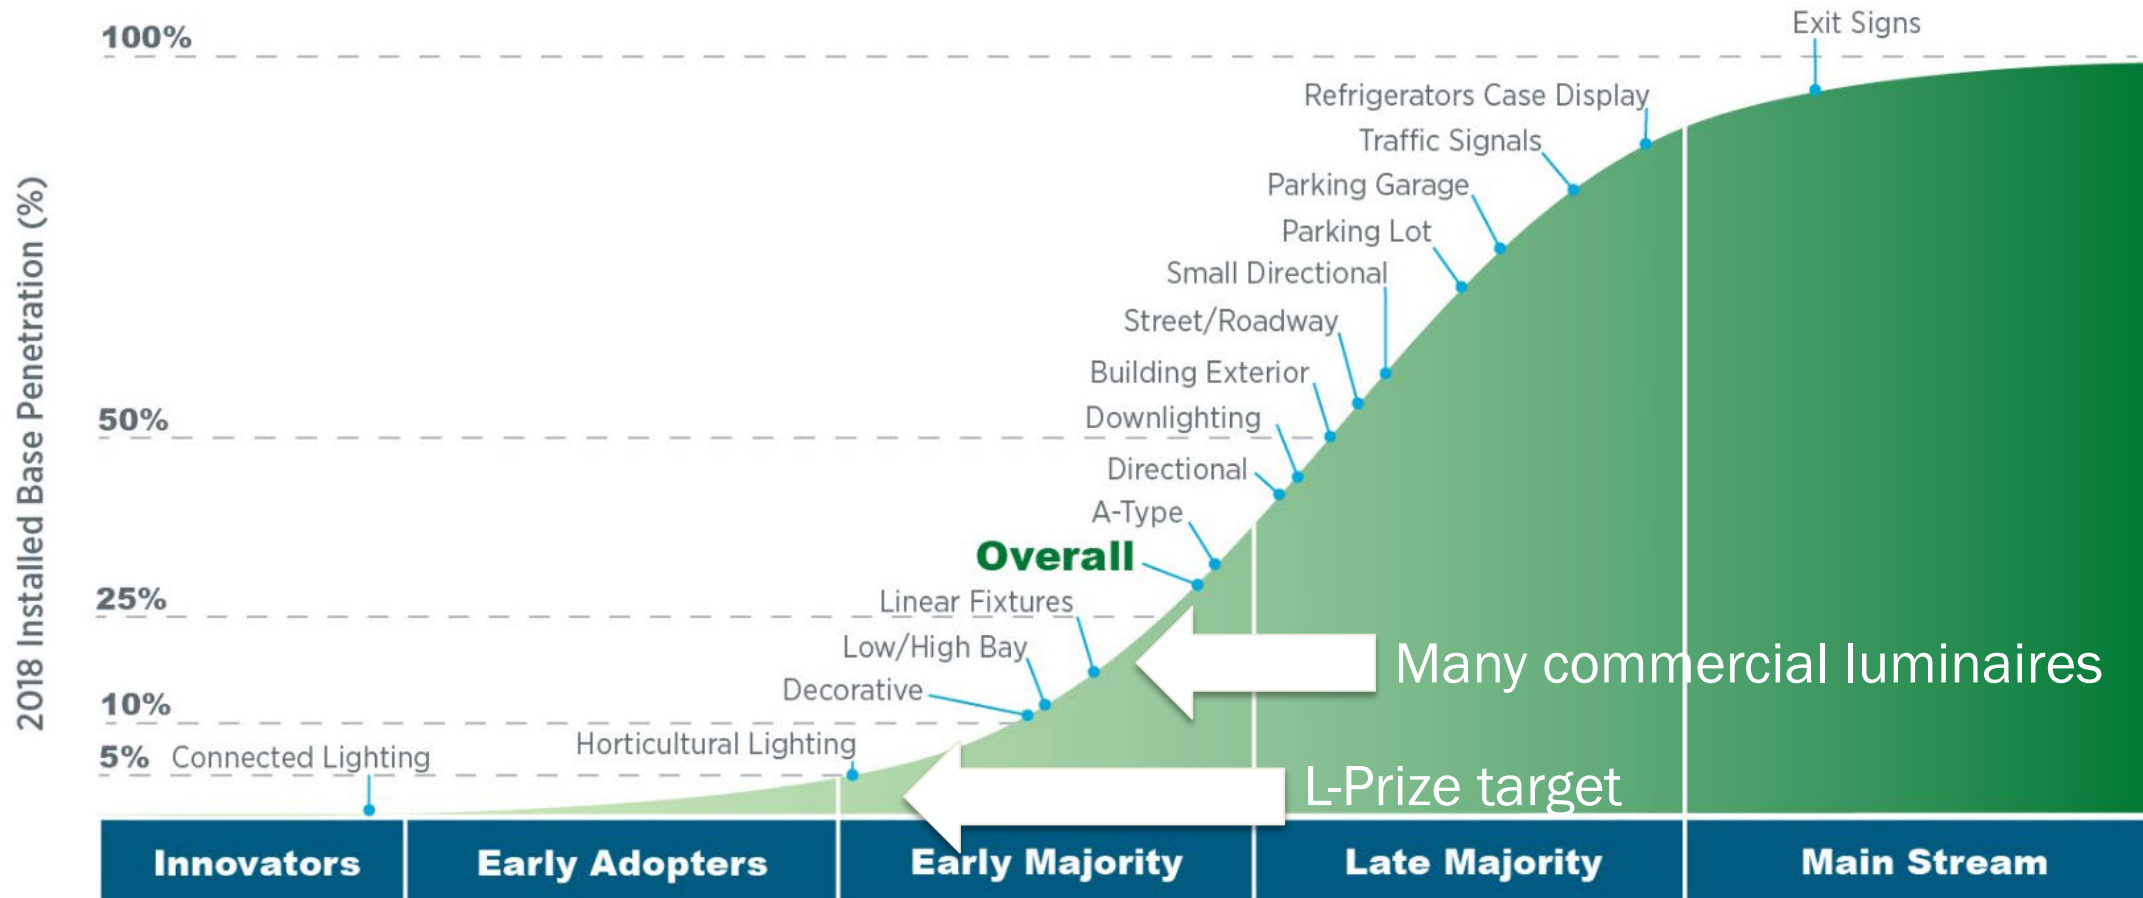 2018 Installed Base Penetration (%)
100%
Exit Signs
Refrigerators Case Display
Traffic Signals
Parking Garage
Parking Lot
Small Directional
Street/Roadway
Building Exterior
50%
Downlighting
Directional
A-Type
Overall
25%
Linear Fixtures
Low/High Bay
Many commercial luminaires
Decorative
10%
Horticultural Lighting
5%
Connected Lighting
L-Prize target
Innovators
Early Adopters
Early Majority
Late Majority
Main Stream